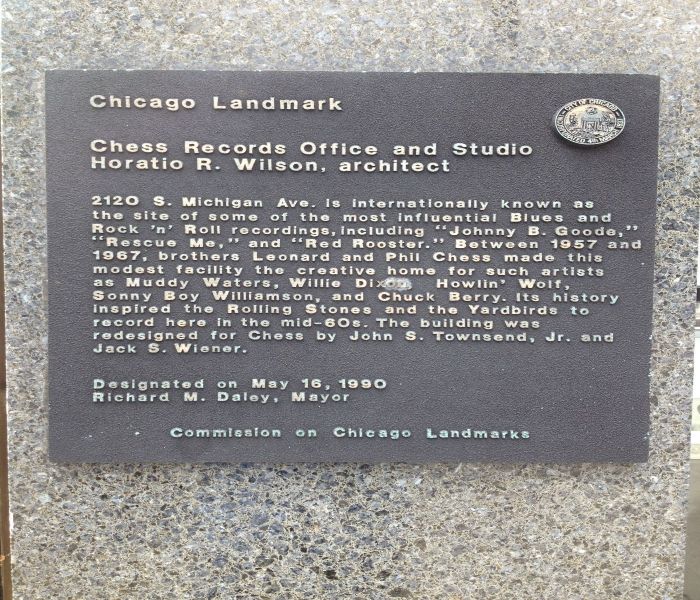 Chicago Landmark
CITY OF CHICAGO
Chess Records Office and Studio
Horatio R. Wilson, architect
2120 S. Michigan Ave. is internationally known as
the site of some of the most influential Blues and
Rock 'n' Roll recordings, including "Johnny B. Goode,"
"Rescue Me," and "Red Rooster." Between 1957 and
1967, brothers Leonard and Phil Chess made this
modest facility the creative home for such artists
as Muddy Waters, Willie Howlin' Wolf,
Sonny Boy Williamson, and Chuck Berry. Its history
inspired the Rolling Stones and the Yardbirds to
record here in the mid-60s. The building was
redesigned for Chess by John S. Townsend, Jr. and
Jack S. Wiener.
Designated on May 16, 1990
Richard M. Daley, Mayor
Commission on Chicago Landmarks